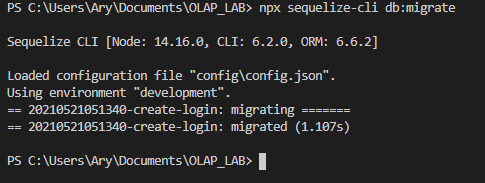 PS C:\Users\Ary\Documents\OLAP_LAB> npx sequelize-cli db:migrate
Sequelize CLI [Node: 14.16.0, CLI: 6.2.0, ORM: 6.6.2]
Loaded configuration file "config\config.json".
Using environment "development".
== 20210521051340-create-login: migrating =======
== 20210521051340-create-login: migrated (1.107s)
PS C:\Users\Ary\Documents\OLAP_LAB>